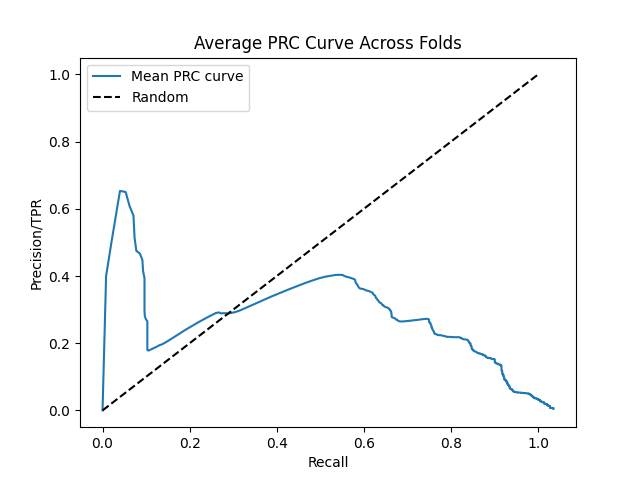 Average PRC Curve Across Folds
Mean PRC curve
Random
Precision/TPR
1.0
0.8
0.6
0.4
0.2
0.0
0.0 0.2 0.4 0.6 0.8 1.0
Recall